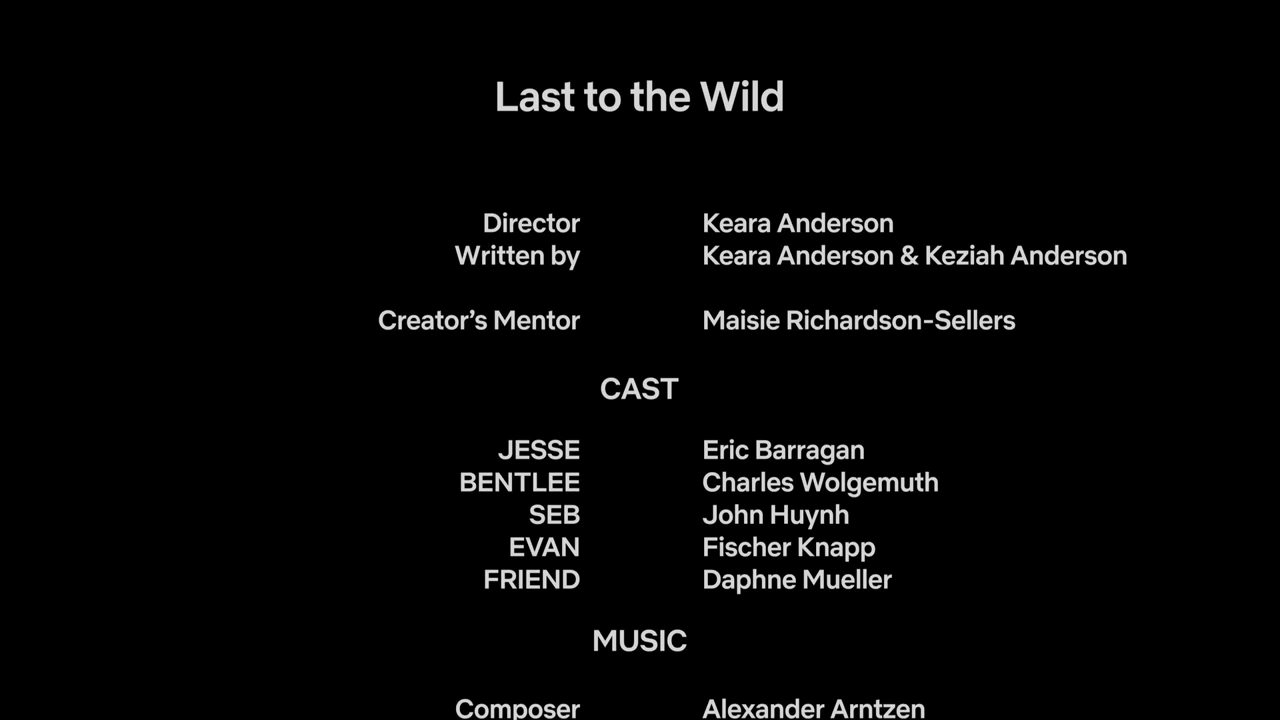 Last to the Wild
Director Keara Anderson
Written by Keara Anderson & Keziah Anderson
Creator’s Mentor Maisie Richardson-Sellers
CAST
JESSE Eric Barragan
BENTLEE Charles Wolgemuth
SEB John Huynh
EVAN Fischer Knapp
FRIEND Daphne Mueller
MUSIC
Composer Alexander Arntzen